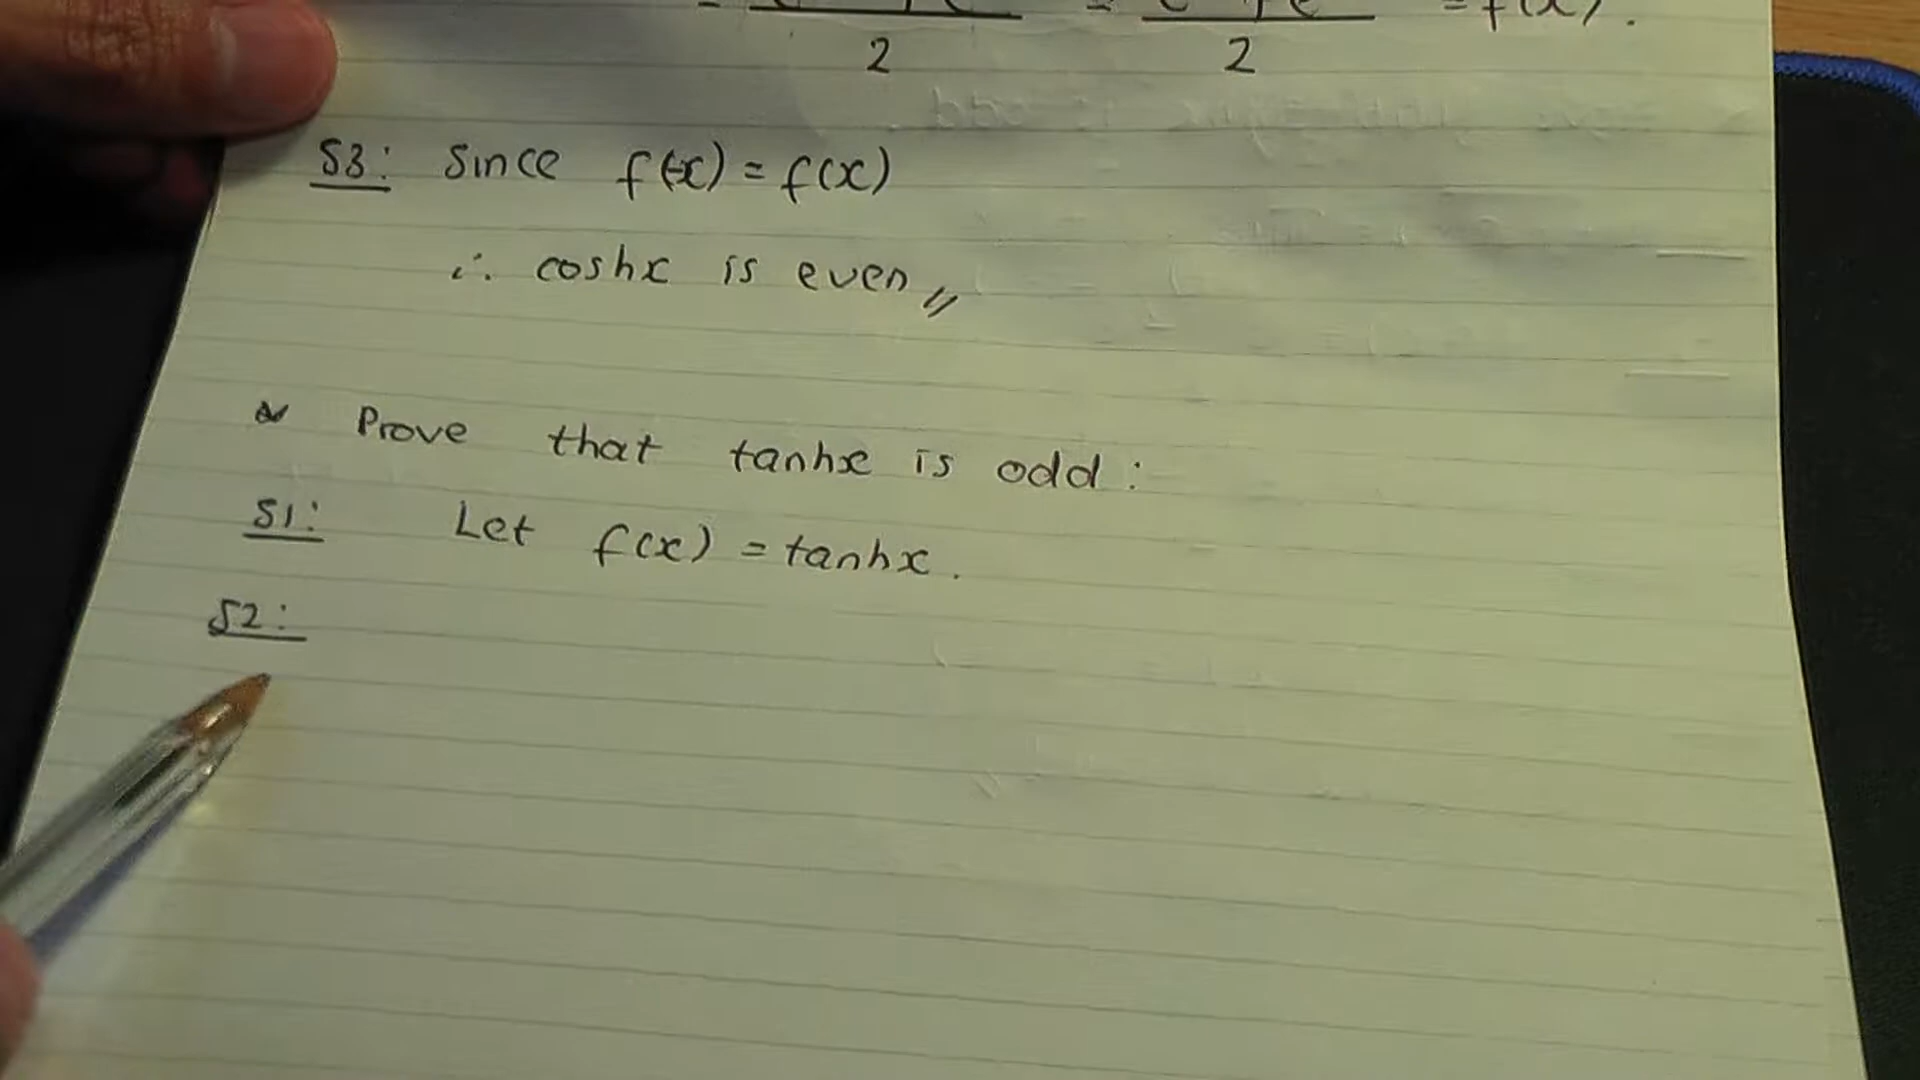 = f(x).
2 2
S3: Since f(-x) = f(x)
∴ coshx is even
Prove that tanhx is odd:
S1: Let f(x) = tanhx.
S2: